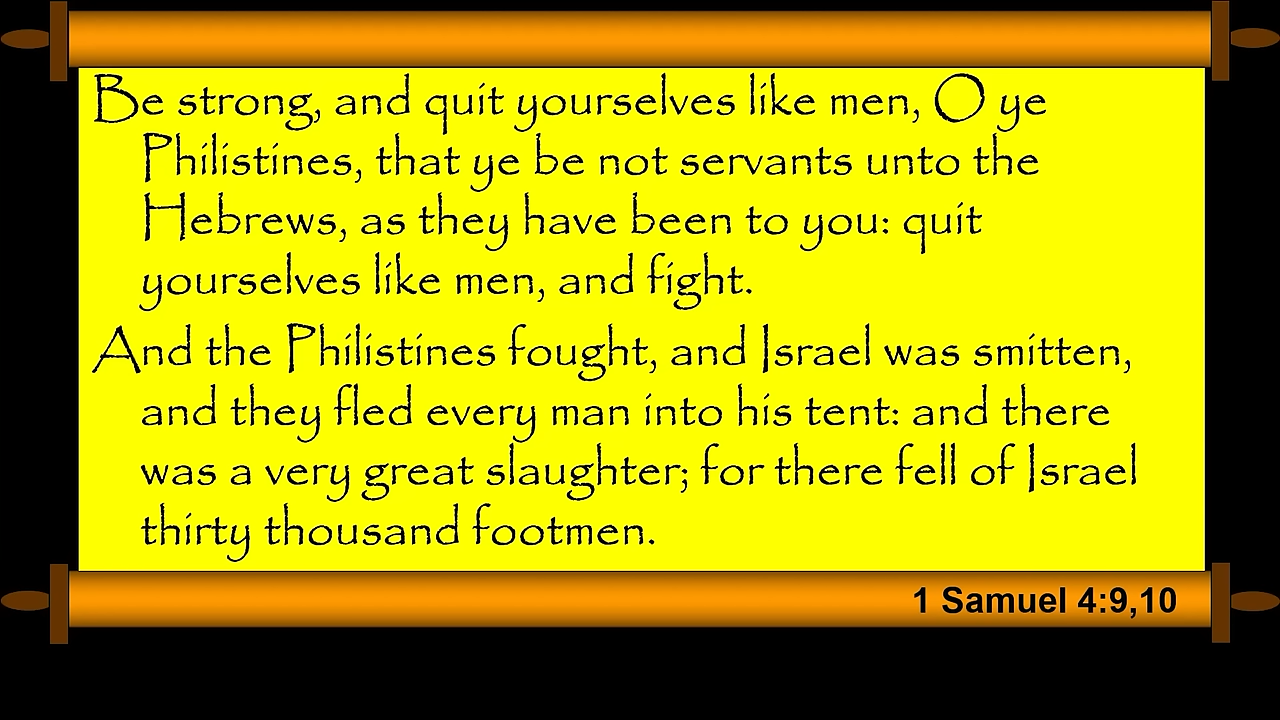 Be strong, and quit yourselves like men, O ye
Philistines, that ye be not servants unto the
Hebrews, as they have been to you: quit
yourselves like men, and fight.
And the Philistines fought, and Israel was smitten,
and they fled every man into his tent: and there
was a very great slaughter; for there fell of Israel
thirty thousand footmen.
1 Samuel 4:9,10